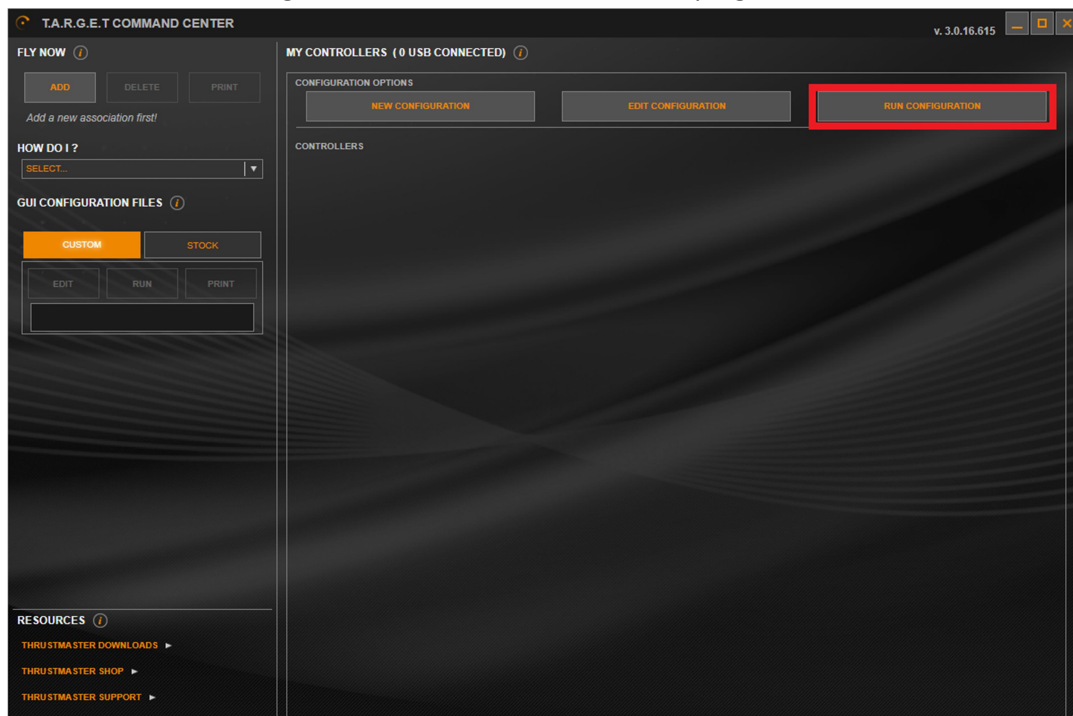 T.A.R.G.E.T COMMAND CENTER
v. 3.0.16.615
FLY NOW
ADD DELETE PRINT
Add a new association first!
HOW DO I ?
SELECT...
GUI CONFIGURATION FILES
CUSTOM STOCK
EDIT RUN PRINT
RESOURCES
THRUSTMASTER DOWNLOADS
THRUSTMASTER SHOP
THRUSTMASTER SUPPORT
MY CONTROLLERS ( 0 USB CONNECTED)
CONFIGURATION OPTIONS
NEW CONFIGURATION EDIT CONFIGURATION RUN CONFIGURATION
CONTROLLERS